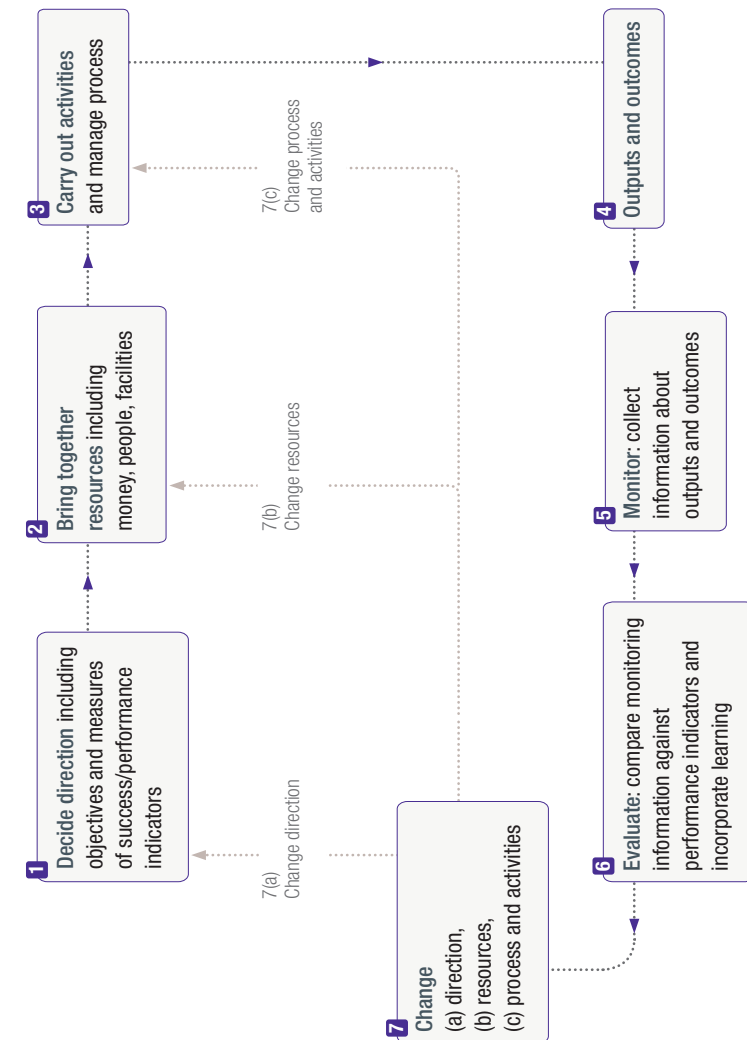 1
Decide direction including
objectives and measures
of success/performance
indicators
2
Bring together
resources including
money, people, facilities
3
Carry out activities
and manage process
7(a)
Change direction
7(b)
Change resources
7(c)
Change process
and activities
4
Outputs and outcomes
5
Monitor: collect
information about
outputs and outcomes
6
Evaluate: compare monitoring
information against
performance indicators and
incorporate learning
7
Change
(a) direction,
(b) resources,
(c) process and activities